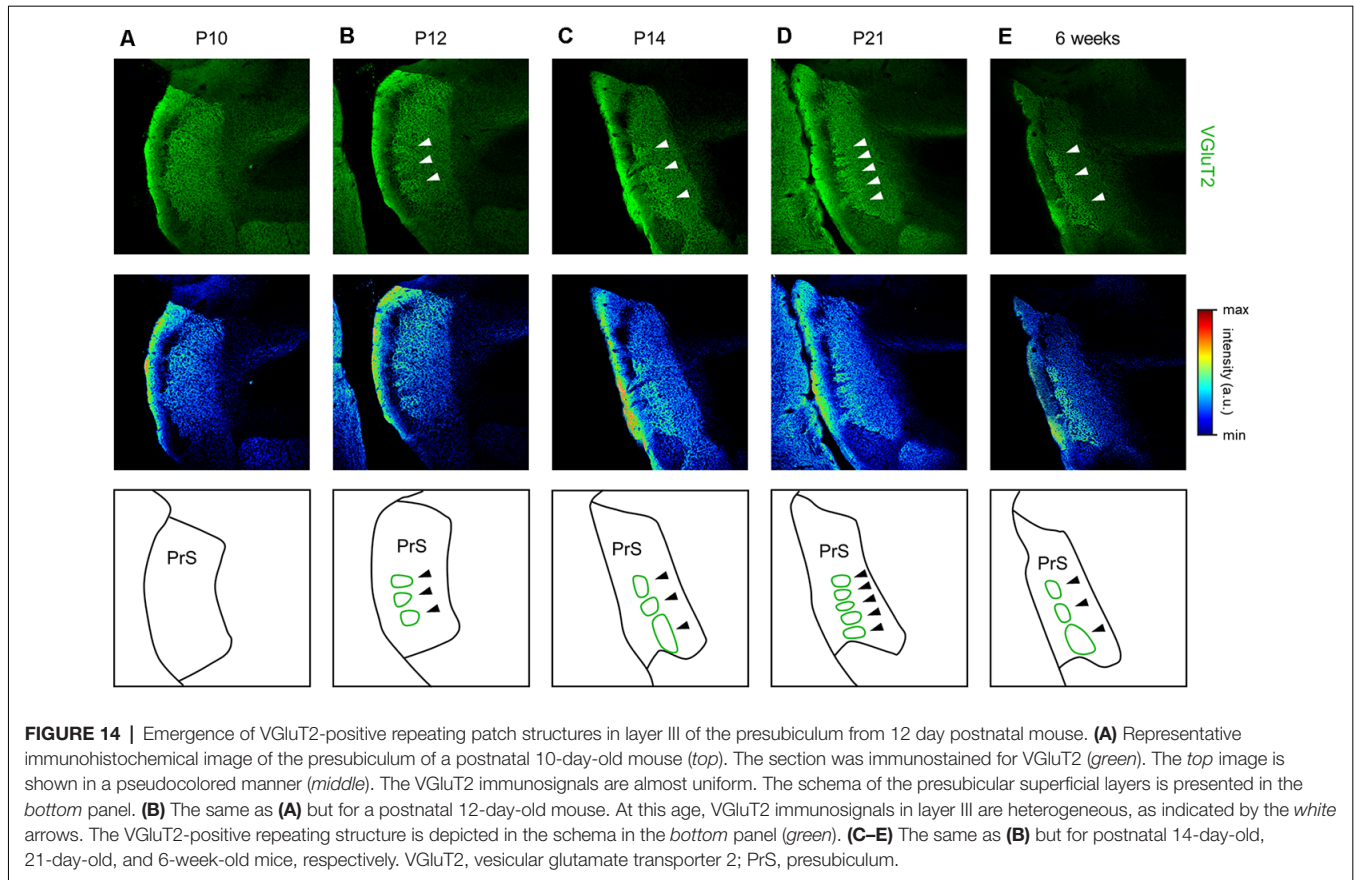 A P10 B P12 C P14 D P21 E 6 weeks
VGluT2
max
intensity (a.u.)
min
PrS PrS PrS PrS PrS
FIGURE 14 | Emergence of VGluT2-positive repeating patch structures in layer III of the presubiculum from 12 day postnatal mouse. (A) Representative
immunohistochemical image of the presubiculum of a postnatal 10-day-old mouse (top). The section was immunostained for VGluT2 (green). The top image is
shown in a pseudocolored manner (middle). The VGluT2 immunosignals are almost uniform. The schema of the presubicular superficial layers is presented in the
bottom panel. (B) The same as (A) but for a postnatal 12-day-old mouse. At this age, VGluT2 immunosignals in layer III are heterogeneous, as indicated by the white
arrows. The VGluT2-positive repeating structure is depicted in the schema in the bottom panel (green). (C–E) The same as (B) but for postnatal 14-day-old,
21-day-old, and 6-week-old mice, respectively. VGluT2, vesicular glutamate transporter 2; PrS, presubiculum.